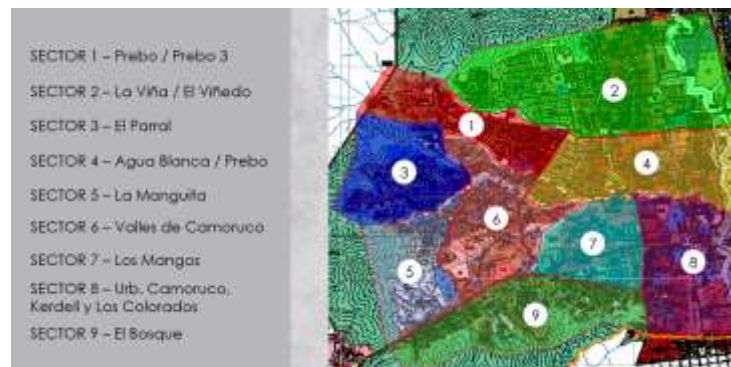 SECTOR 1 – Prebo / Prebo 3
SECTOR 2 – La Viña / El Viñedo
SECTOR 3 – El Parral
SECTOR 4 – Agua Blanca / Prebo
SECTOR 5 – La Manguita
SECTOR 6 – Valles de Camoruco
SECTOR 7 – Los Mangos
SECTOR 8 – Urb. Camoruco,
Kerdell y Los Colorados
SECTOR 9 – El Bosque
2
1
4
3
6
7
8
5
9